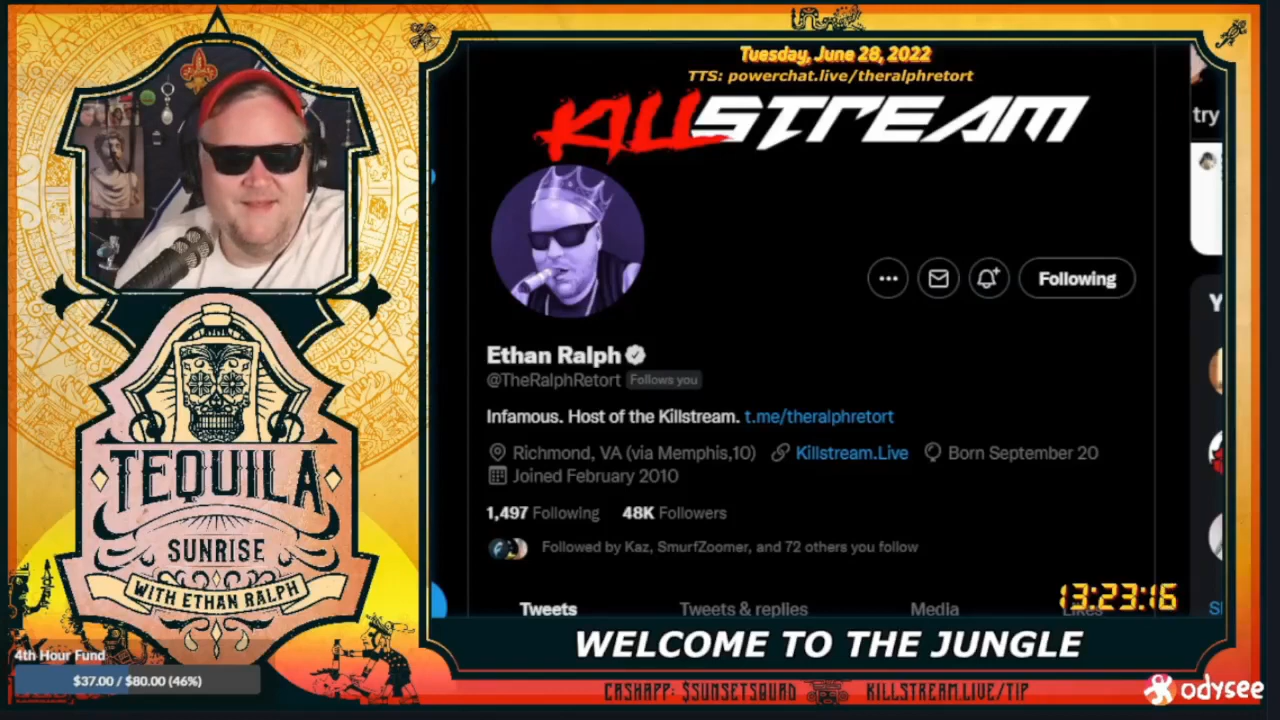 Tuesday, June 28, 2022
TTS: powerchat.live/theralphretort
KILLSTREAM
try
Following
Y
Ethan Ralph
@TheRalphRetort Follows you
Infamous. Host of the Killstream. t.me/theralphretort
Richmond, VA (via Memphis,10) Killstream.Live Born September 20
Joined February 2010
1,497 Following 48K Followers
Followed by Kaz, SmurfZoomer, and 72 others you follow
13:23:16
Tweets Tweets & replies Media Likes
TEQUILA
SUNRISE
WITH ETHAN RALPH
WELCOME TO THE JUNGLE
4th Hour Fund
$37.00 / $80.00 (46%)
CASHAPP: $SUNSETSQUAD KILLSTREAM.LIVE/TIP
odysee